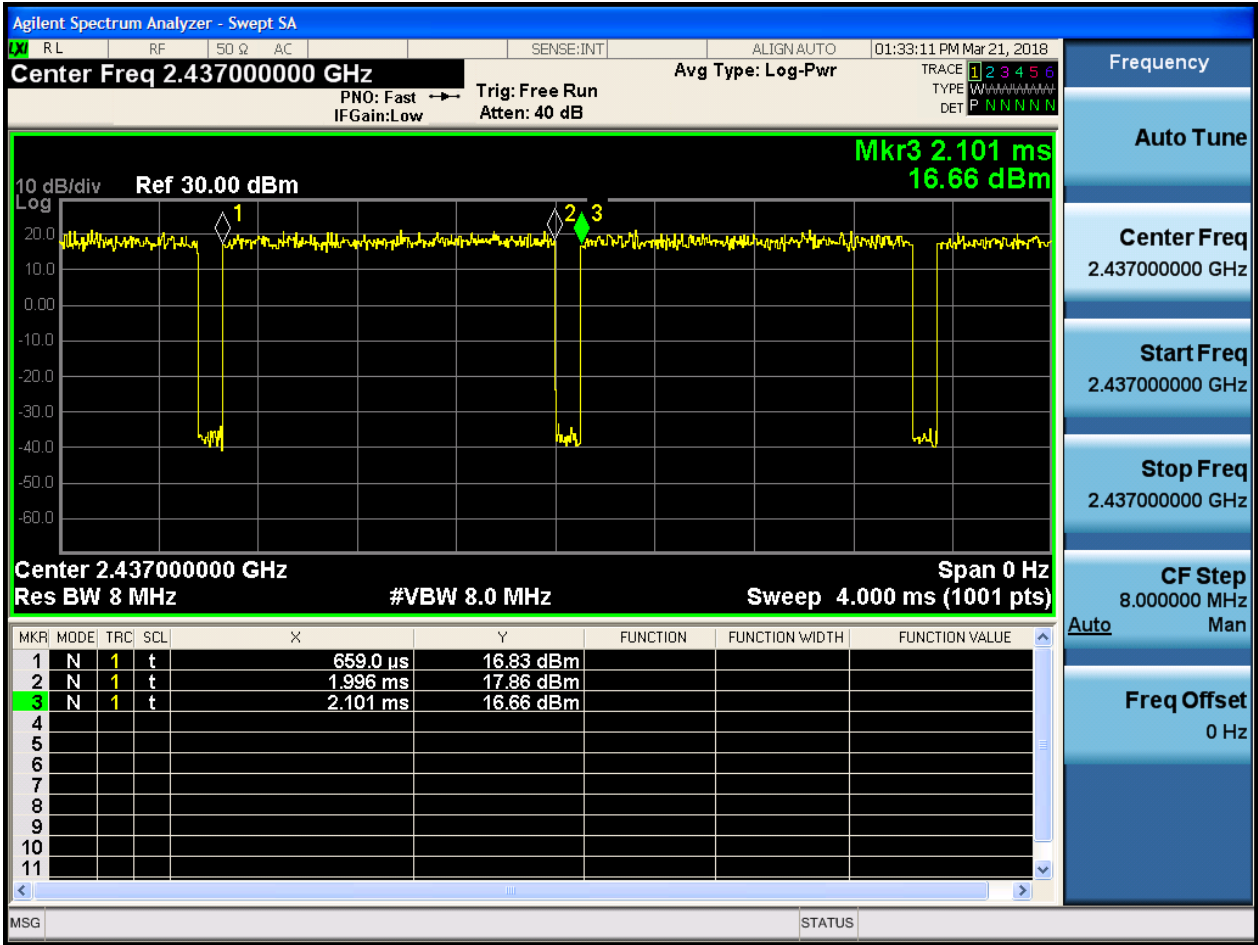 Agilent Spectrum Analyzer - Swept SA
LXI RL RF 50 Ω AC SENSE:INT ALIGN AUTO 01:33:11 PM Mar 21, 2018
Center Freq 2.437000000 GHz
PNO: Fast
IFGain:Low
Trig: Free Run
Atten: 40 dB
Avg Type: Log-Pwr
TRACE 1 2 3 4 5 6
TYPE W
DET P N N N N N
Mkr3 2.101 ms
16.66 dBm
10 dB/div Ref 30.00 dBm
Log
1 2 3
20.0
10.0
0.00
-10.0
-20.0
-30.0
-40.0
-50.0
-60.0
Center 2.437000000 GHz Span 0 Hz
Res BW 8 MHz #VBW 8.0 MHz Sweep 4.000 ms (1001 pts)
MKR MODE TRC SCL X Y FUNCTION FUNCTION WIDTH FUNCTION VALUE
1 N 1 t 659.0 µs 16.83 dBm
2 N 1 t 1.996 ms 17.86 dBm
3 N 1 t 2.101 ms 16.66 dBm
4
5
6
7
8
9
10
11
MSG STATUS
Frequency
Auto Tune
Center Freq
2.437000000 GHz
Start Freq
2.437000000 GHz
Stop Freq
2.437000000 GHz
CF Step
8.000000 MHz
Auto Man
Freq Offset
0 Hz